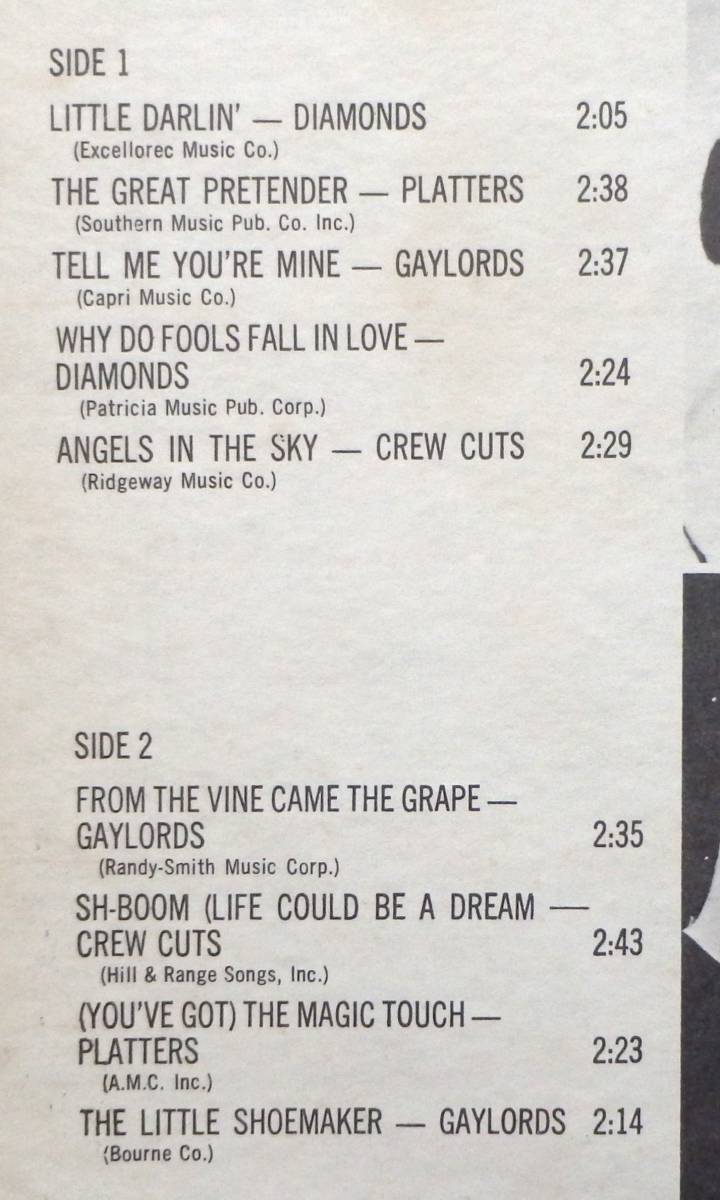 SIDE 1
LITTLE DARLIN' — DIAMONDS 2:05
(Excellorec Music Co.)
THE GREAT PRETENDER — PLATTERS 2:38
(Southern Music Pub. Co. Inc.)
TELL ME YOU'RE MINE — GAYLORDS 2:37
(Capri Music Co.)
WHY DO FOOLS FALL IN LOVE —
DIAMONDS 2:24
(Patricia Music Pub. Corp.)
ANGELS IN THE SKY — CREW CUTS 2:29
(Ridgeway Music Co.)
SIDE 2
FROM THE VINE CAME THE GRAPE —
GAYLORDS 2:35
(Randy-Smith Music Corp.)
SH-BOOM (LIFE COULD BE A DREAM —
CREW CUTS 2:43
(Hill & Range Songs, Inc.)
(YOU'VE GOT) THE MAGIC TOUCH —
PLATTERS 2:23
(A.M.C. Inc.)
THE LITTLE SHOEMAKER — GAYLORDS 2:14
(Bourne Co.)